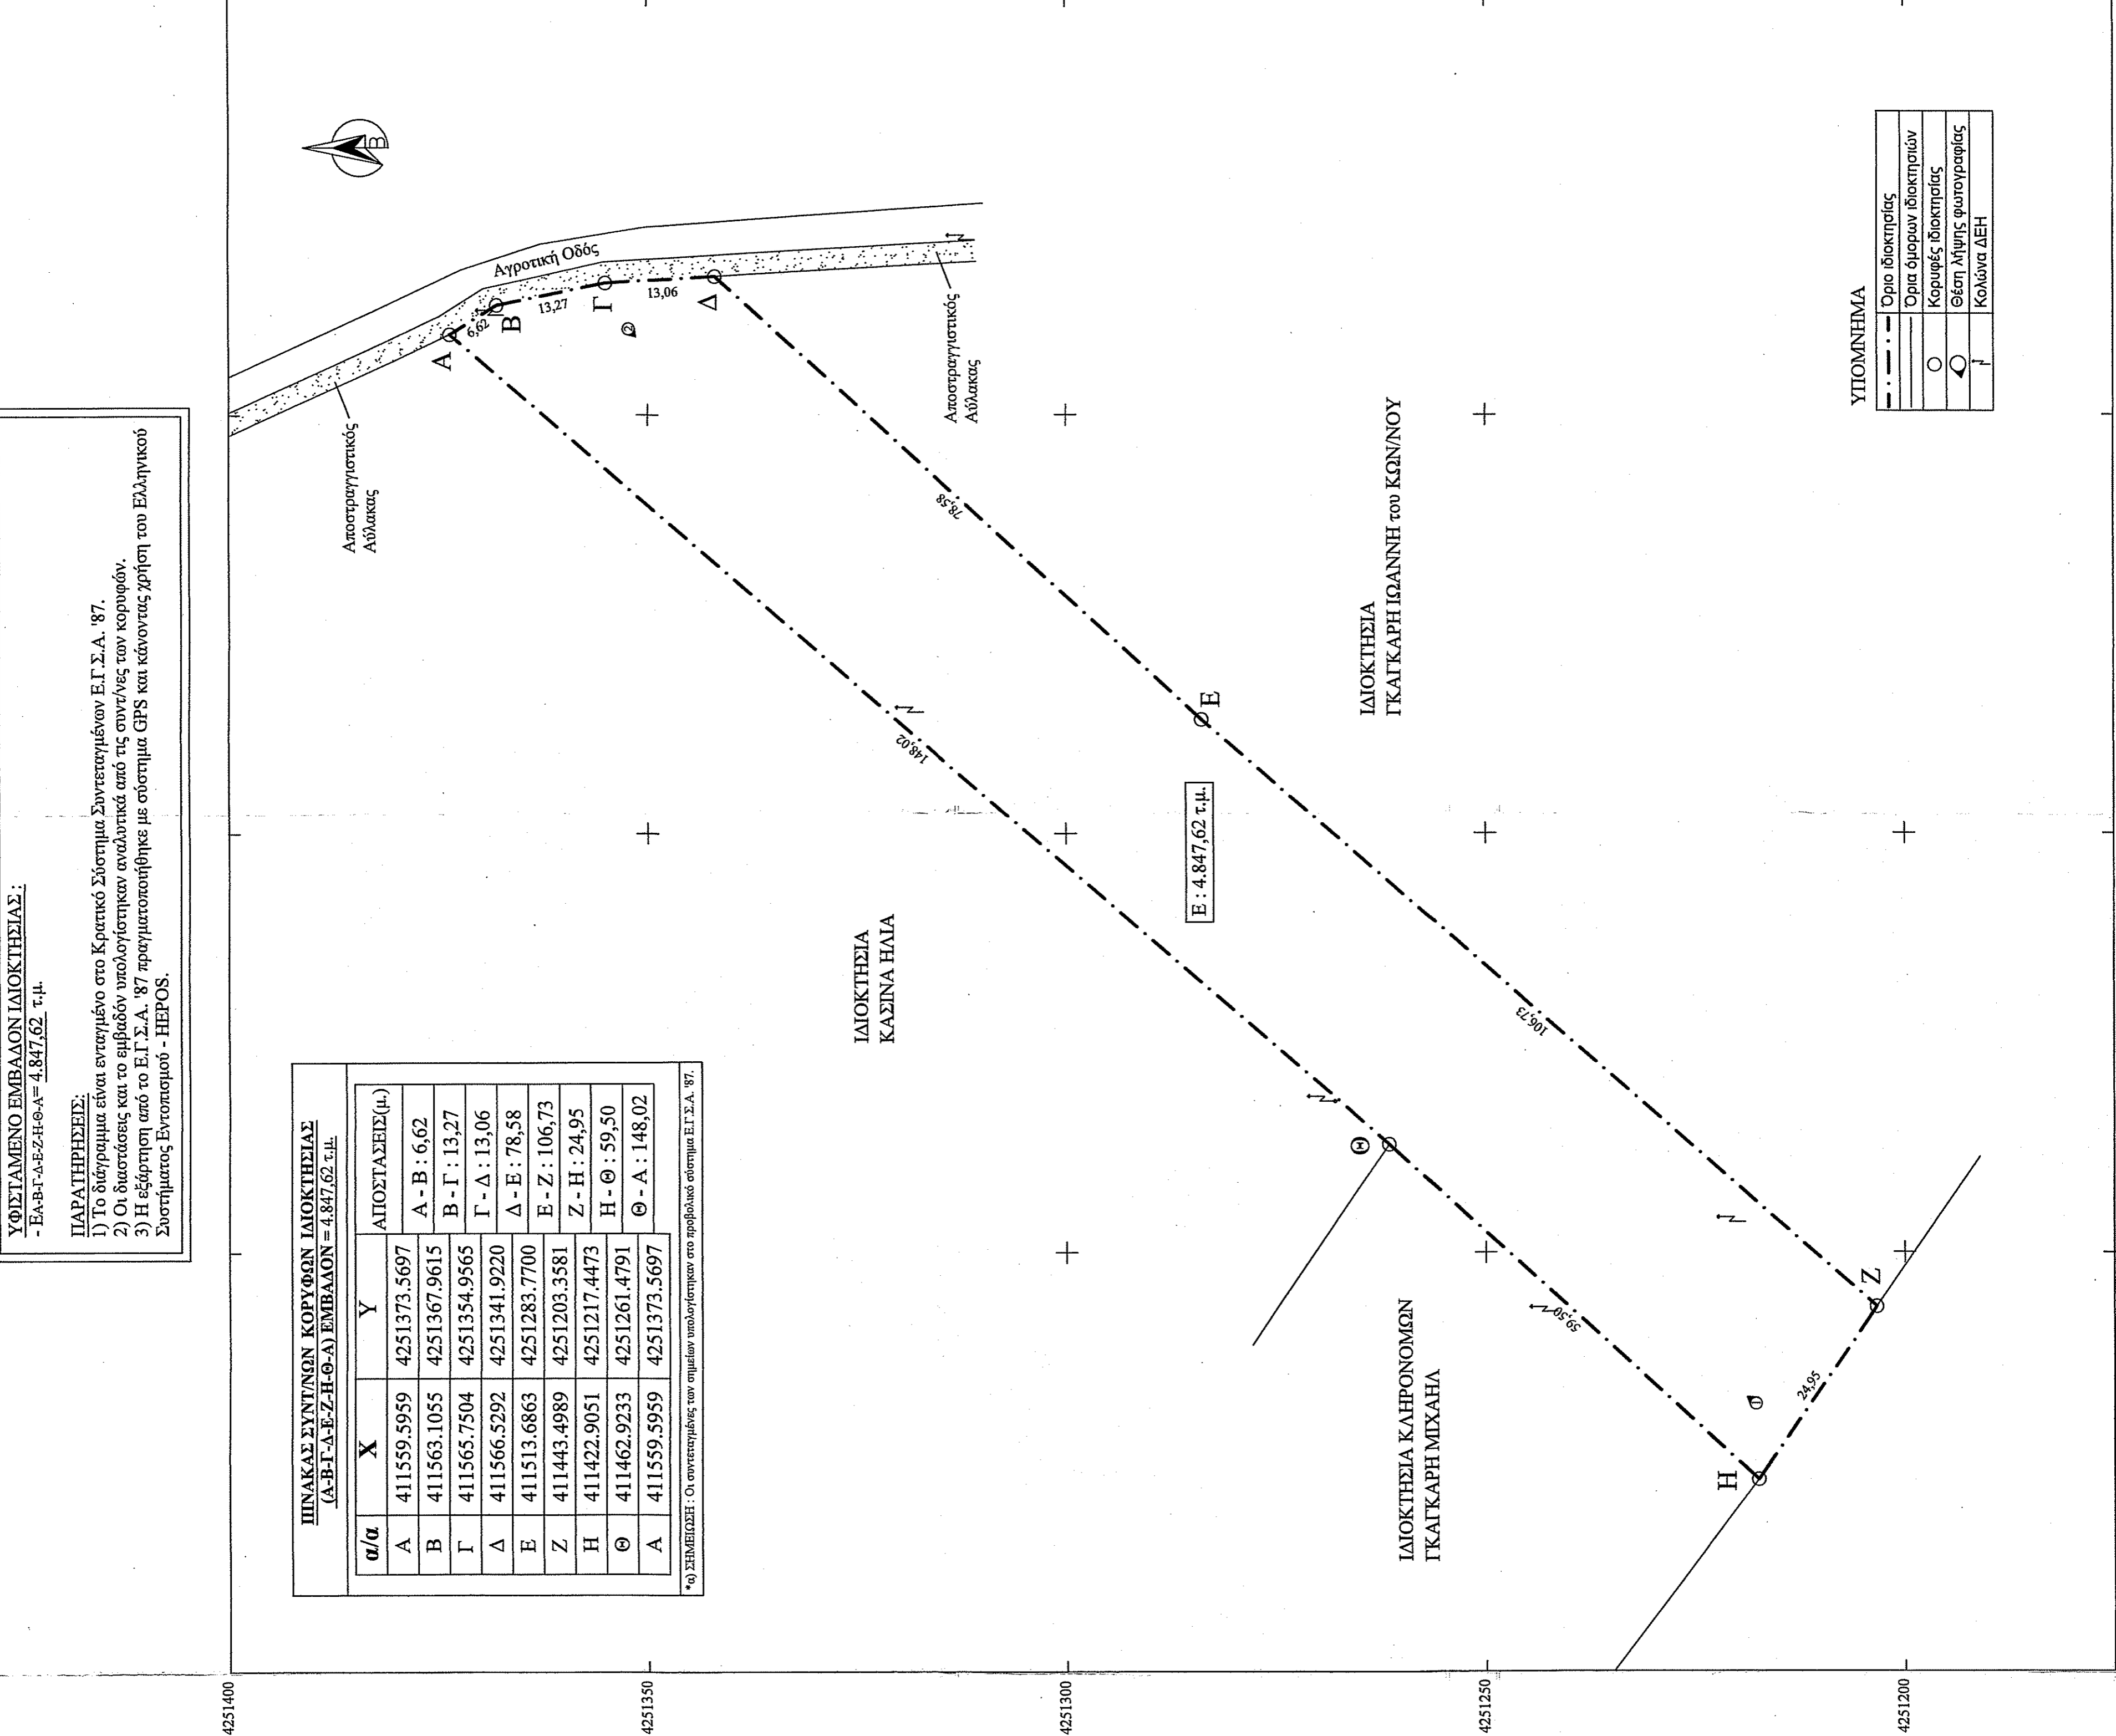 ΥΦΙΣΤΑΜΕΝΟ ΕΜΒΑΔΟΝ ΙΔΙΟΚΤΗΣΙΑΣ :
- ΕΑ-Β-Γ-Δ-Ε-Ζ-Η-Θ-Α= 4.847,62 τ.μ.
ΠΑΡΑΤΗΡΗΣΕΙΣ:
1) Το διάγραμμα είναι ενταγμένο στο Κρατικό Σύστημα Συντεταγμένων Ε.Γ.Σ.Α. '87.
2) Οι διαστάσεις και το εμβαδόν υπολογίστηκαν αναλυτικά από τις συντ/νες των κορυφών.
3) Η εξάρτηση από το Ε.Γ.Σ.Α. '87 πραγματοποιήθηκε με σύστημα GPS και κάνοντας χρήση του Ελληνικού
Συστήματος Εντοπισμού - HEPOS.
ΠΙΝΑΚΑΣ ΣΥΝΤ/ΝΩΝ ΚΟΡΥΦΩΝ ΙΔΙΟΚΤΗΣΙΑΣ
(Α-Β-Γ-Δ-Ε-Ζ-Η-Θ-Α) ΕΜΒΑΔΟΝ = 4.847,62 τ.μ.
α/α Χ Υ ΑΠΟΣΤΑΣΕΙΣ(μ.)
Α 411559.5959 4251373.5697
Α - Β : 6,62
Β 411563.1055 4251367.9615
Β - Γ : 13,27
Γ 411565.7504 4251354.9565
Γ - Δ : 13,06
Δ 411566.5292 4251341.9220
Δ - Ε : 78,58
Ε 411513.6863 4251283.7700
Ε - Ζ : 106,73
Ζ 411443.4989 4251203.3581
Ζ - Η : 24,95
Η 411422.9051 4251217.4473
Η - Θ : 59,50
Θ 411462.9233 4251261.4791
Θ - Α : 148,02
Α 411559.5959 4251373.5697
*α) ΣΗΜΕΙΩΣΗ : Οι συντεταγμένες των σημείων υπολογίστηκαν στο προβολικό σύστημα Ε.Γ.Σ.Α. '87.
Αποστραγγιστικός
Αύλακας
Αγροτική Οδός
Β
Α
6,62
Β
13,27
Γ
13,06
Δ
2
Αποστραγγιστικός
Αύλακας
148,02
78,58
Ε
Ε : 4.847,62 τ.μ.
ΙΔΙΟΚΤΗΣΙΑ
ΚΑΣΙΝΑ ΗΛΙΑ
ΙΔΙΟΚΤΗΣΙΑ
ΓΚΑΓΚΑΡΗ ΙΩΑΝΝΗ του ΚΩΝ/ΝΟΥ
Θ
106,73
59,50
Ζ
24,95
1
Η
ΙΔΙΟΚΤΗΣΙΑ ΚΛΗΡΟΝΟΜΩΝ
ΓΚΑΓΚΑΡΗ ΜΙΧΑΗΛ
ΥΠΟΜΝΗΜΑ
Όριο ιδιοκτησίας
Όρια όμορων ιδιοκτησιών
Κορυφές ιδιοκτησίας
Θέση λήψης φωτογραφίας
Κολώνα ΔΕΗ
4251400
4251350
4251300
4251250
4251200